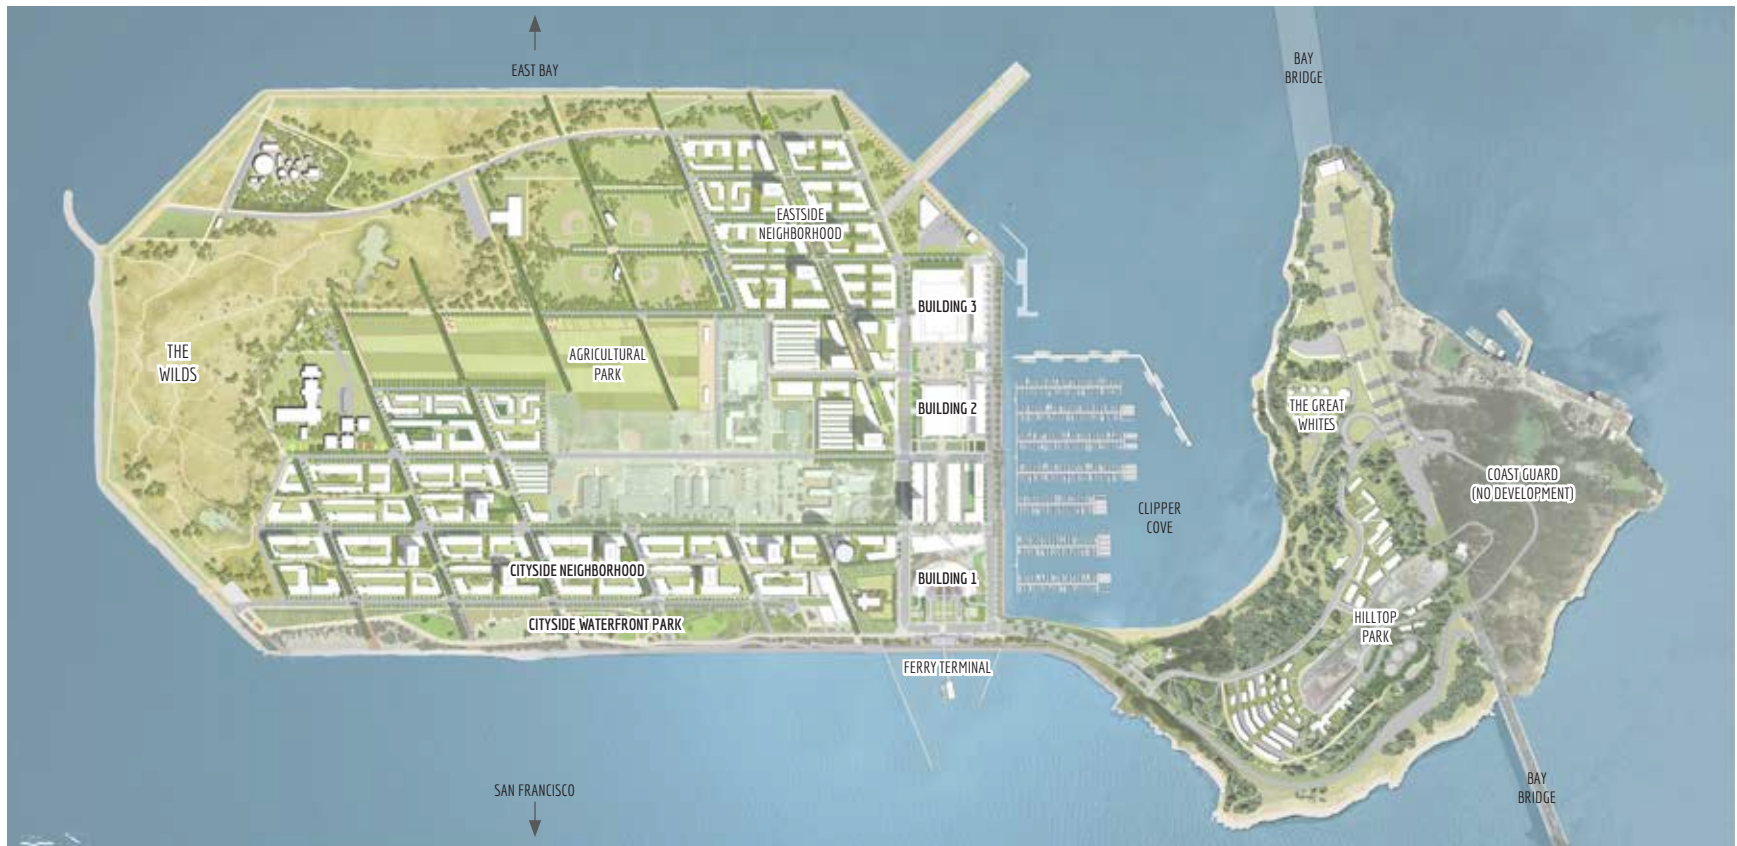 EAST BAY
BAY
BRIDGE
EASTSIDE
NEIGHBORHOOD
BUILDING 3
THE
WILDS
AGRICULTURAL
PARK
BUILDING 2
THE GREAT
WHITES
COAST GUARD
(NO DEVELOPMENT)
CLIPPER
COVE
CITYSIDE NEIGHBORHOOD
BUILDING 1
CITYSIDE WATERFRONT PARK
HILLTOP
PARK
FERRY TERMINAL
SAN FRANCISCO
BAY
BRIDGE